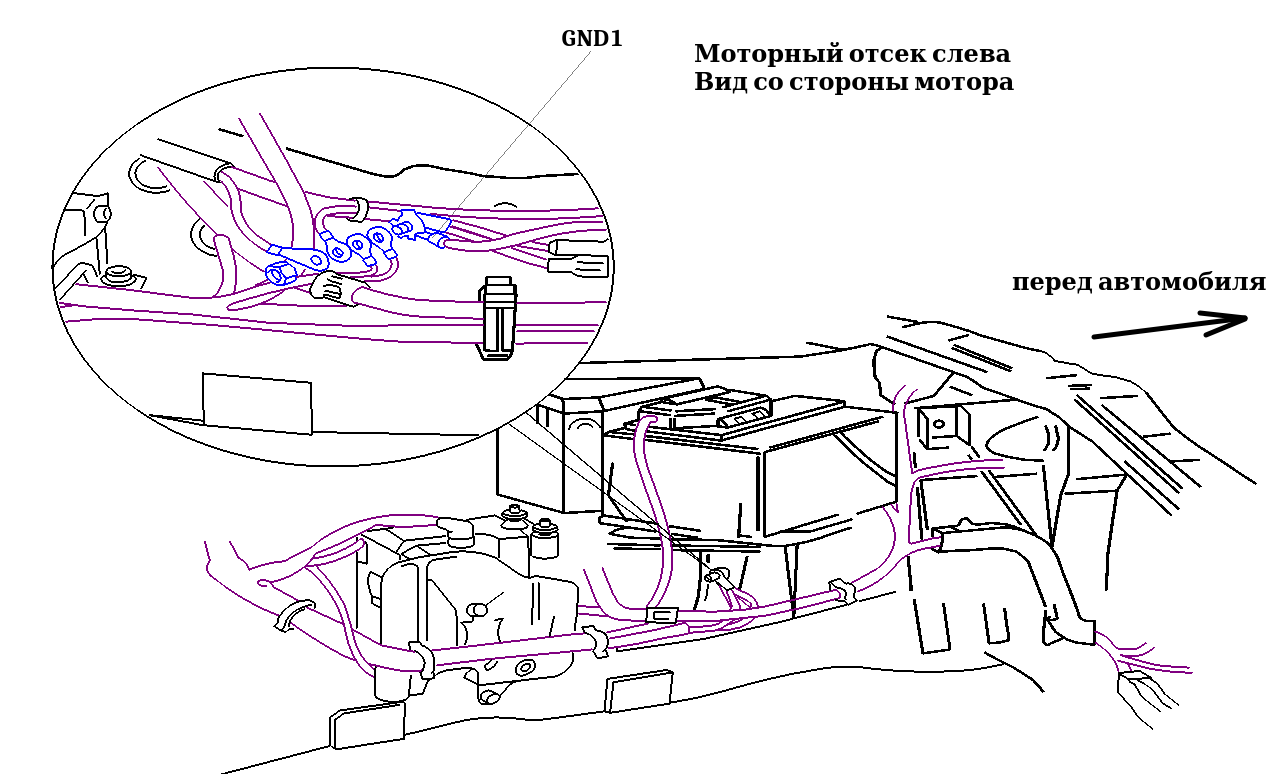 GND1
Моторный отсек слева
Вид со стороны мотора
перед автомобиля